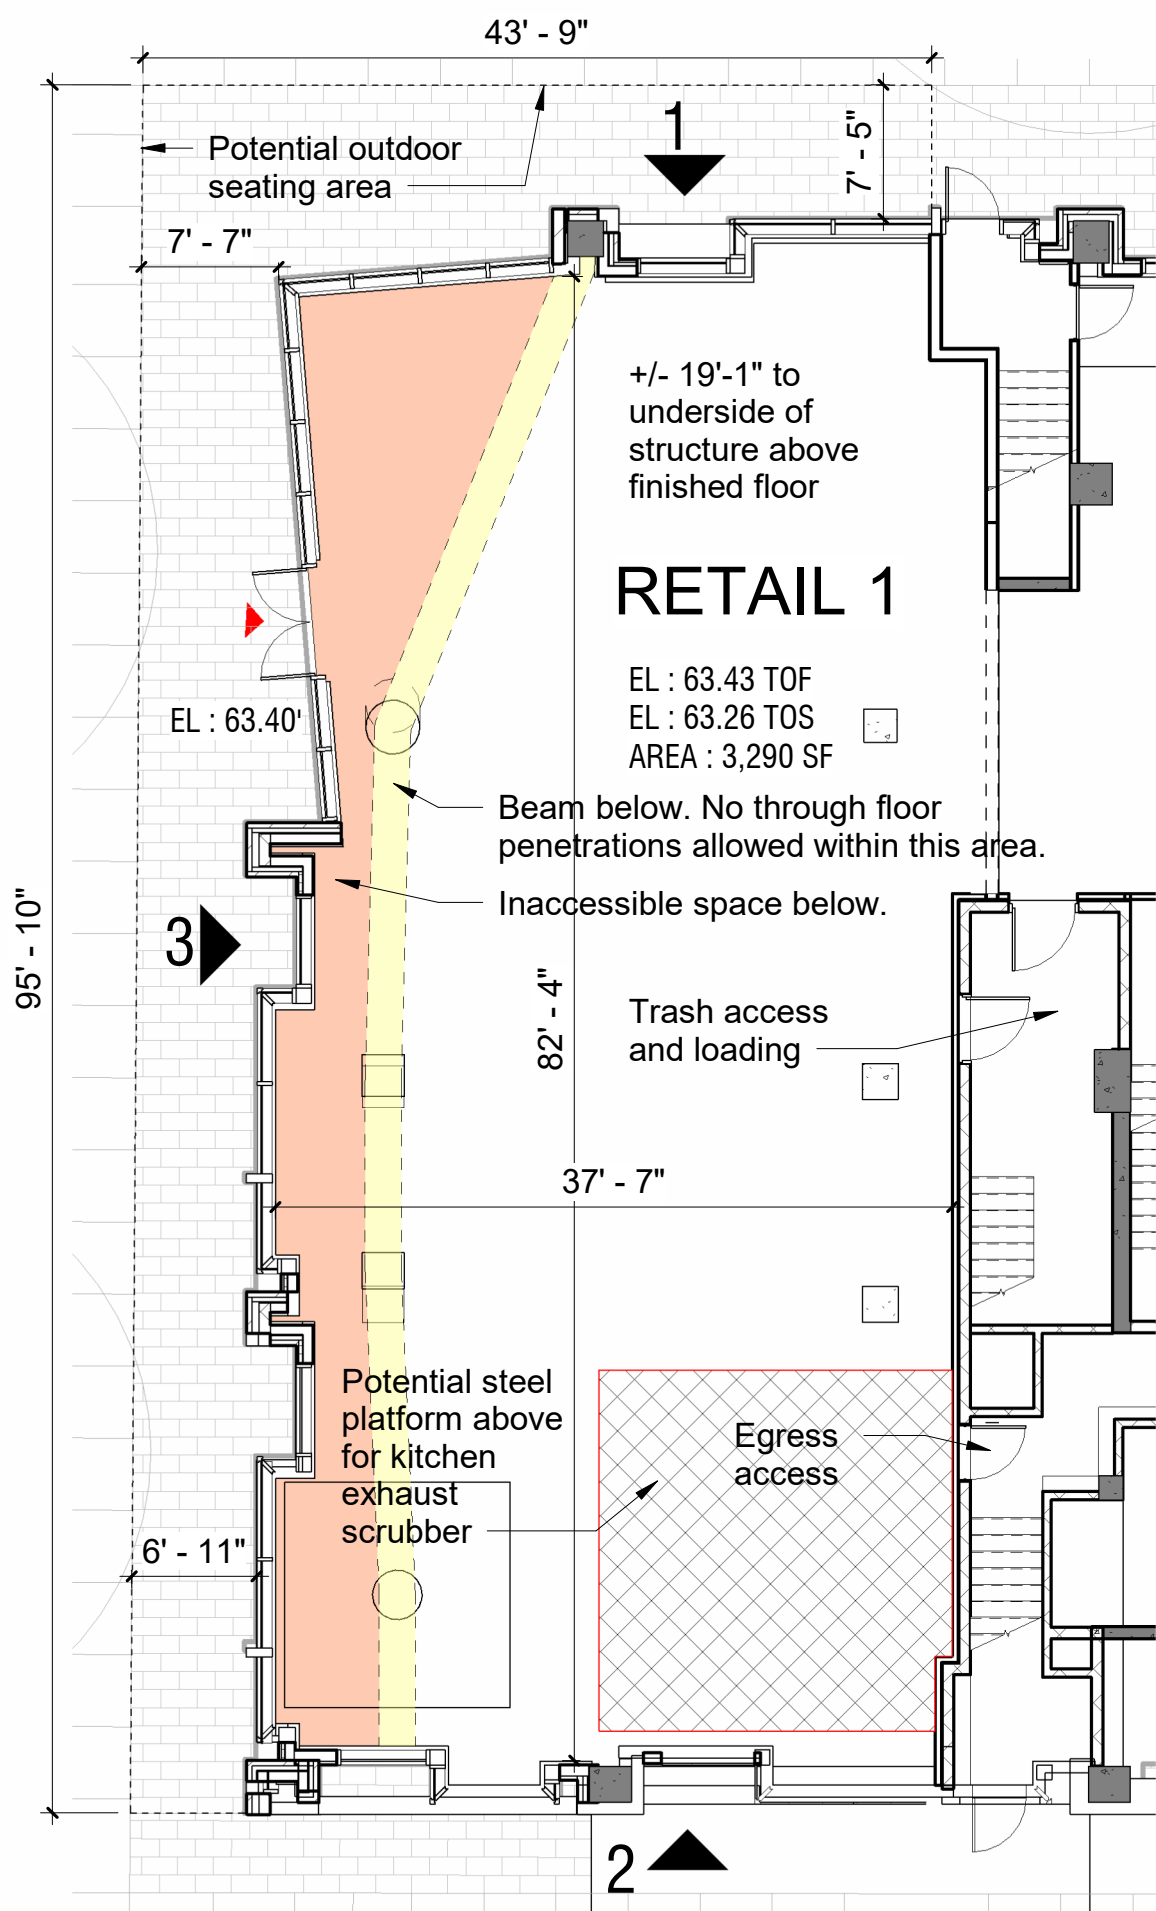 43' - 9"
1
7' - 5"
Potential outdoor
seating area
7' - 7"
+/- 19'-1" to
underside of
structure above
finished floor
RETAIL 1
EL : 63.40'
EL : 63.43 TOF
EL : 63.26 TOS
AREA : 3,290 SF
Beam below. No through floor
penetrations allowed within this area.
Inaccessible space below.
95' - 10"
3
82' - 4"
Trash access
and loading
37' - 7"
Potential steel
platform above
for kitchen
exhaust
scrubber
Egress
access
6' - 11"
2